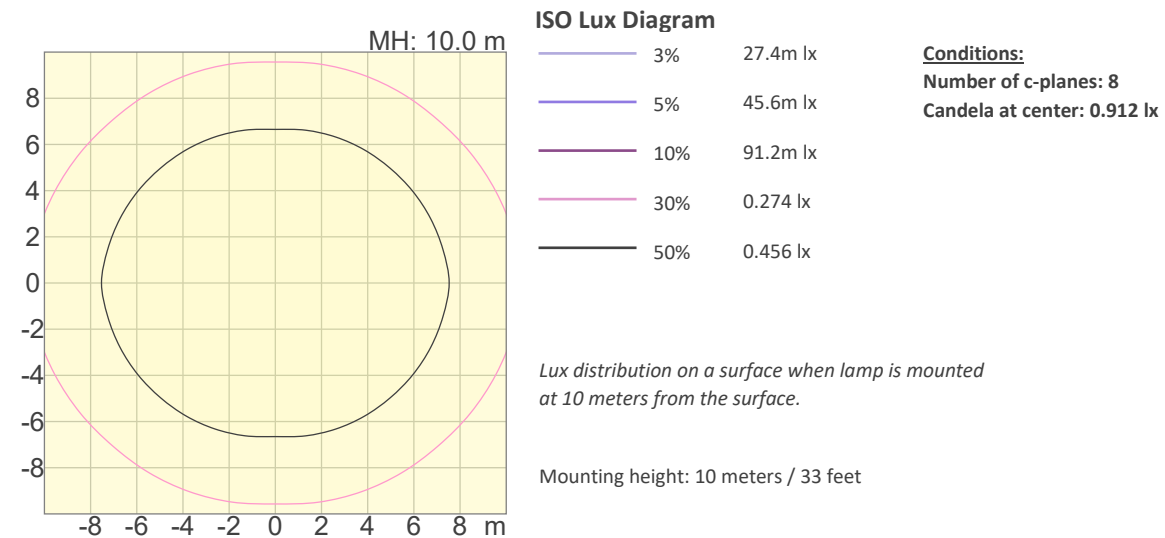 MH: 10.0 m
8
6
4
2
0
-2
-4
-6
-8
-8 -6 -4 -2 0 2 4 6 8 m
ISO Lux Diagram
3% 27.4m lx
5% 45.6m lx
10% 91.2m lx
30% 0.274 lx
50% 0.456 lx
Conditions:
Number of c-planes: 8
Candela at center: 0.912 lx
Lux distribution on a surface when lamp is mounted
at 10 meters from the surface.
Mounting height: 10 meters / 33 feet